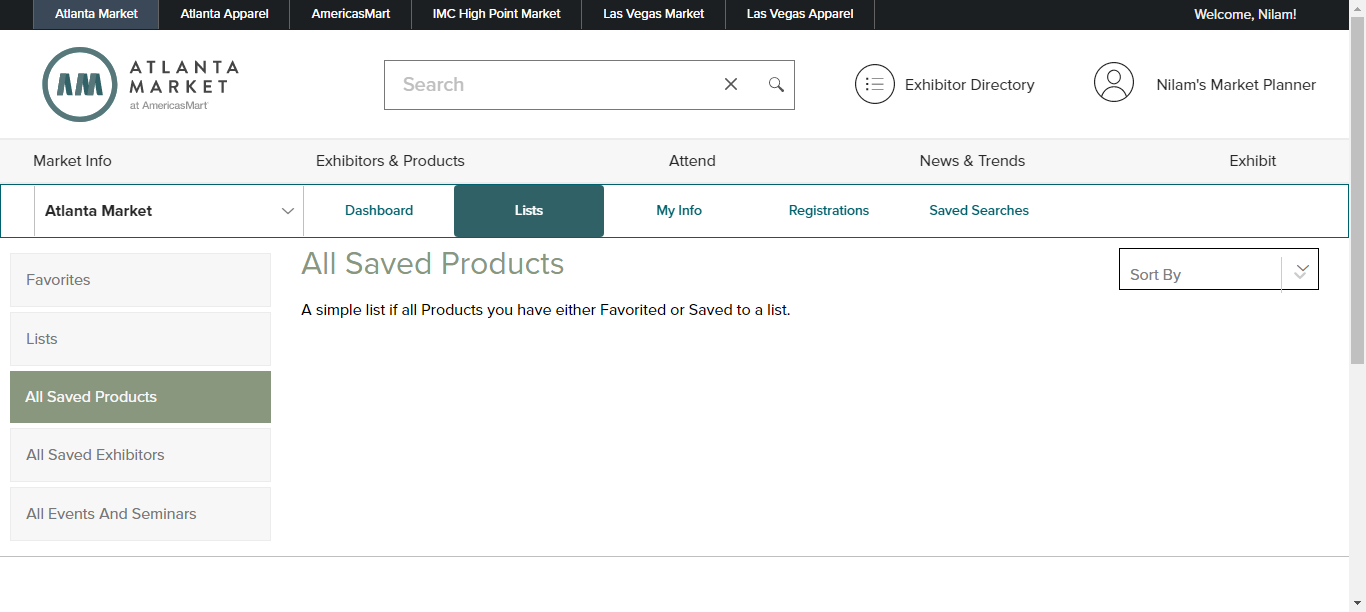 Atlanta Market
Atlanta Apparel
AmericasMart
IMC High Point Market
Las Vegas Market
Las Vegas Apparel
Welcome, Nilam!
AM
ATLANTA
MARKET
at AmericasMart
Search
Exhibitor Directory
Nilam's Market Planner
Market Info
Exhibitors & Products
Attend
News & Trends
Exhibit
Atlanta Market
Dashboard
Lists
My Info
Registrations
Saved Searches
Favorites
Lists
All Saved Products
All Saved Exhibitors
All Events And Seminars
All Saved Products
Sort By
A simple list if all Products you have either Favorited or Saved to a list.